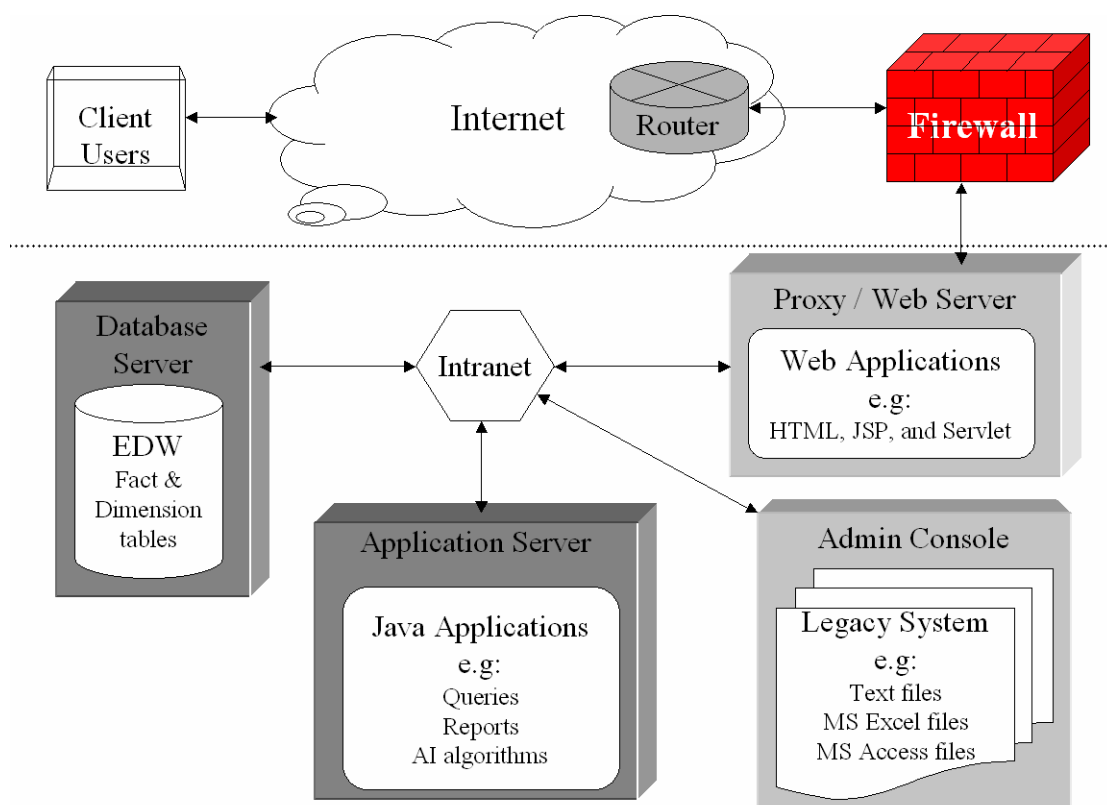 Client
Users
Internet
Router
Firewall
Database
Server
EDW
Fact &
Dimension
tables
Intranet
Proxy / Web Server
Web Applications
e.g:
HTML, JSP, and Servlet
Application Server
Java Applications
e.g:
Queries
Reports
AI algorithms
Admin Console
Legacy System
e.g:
Text files
MS Excel files
MS Access files